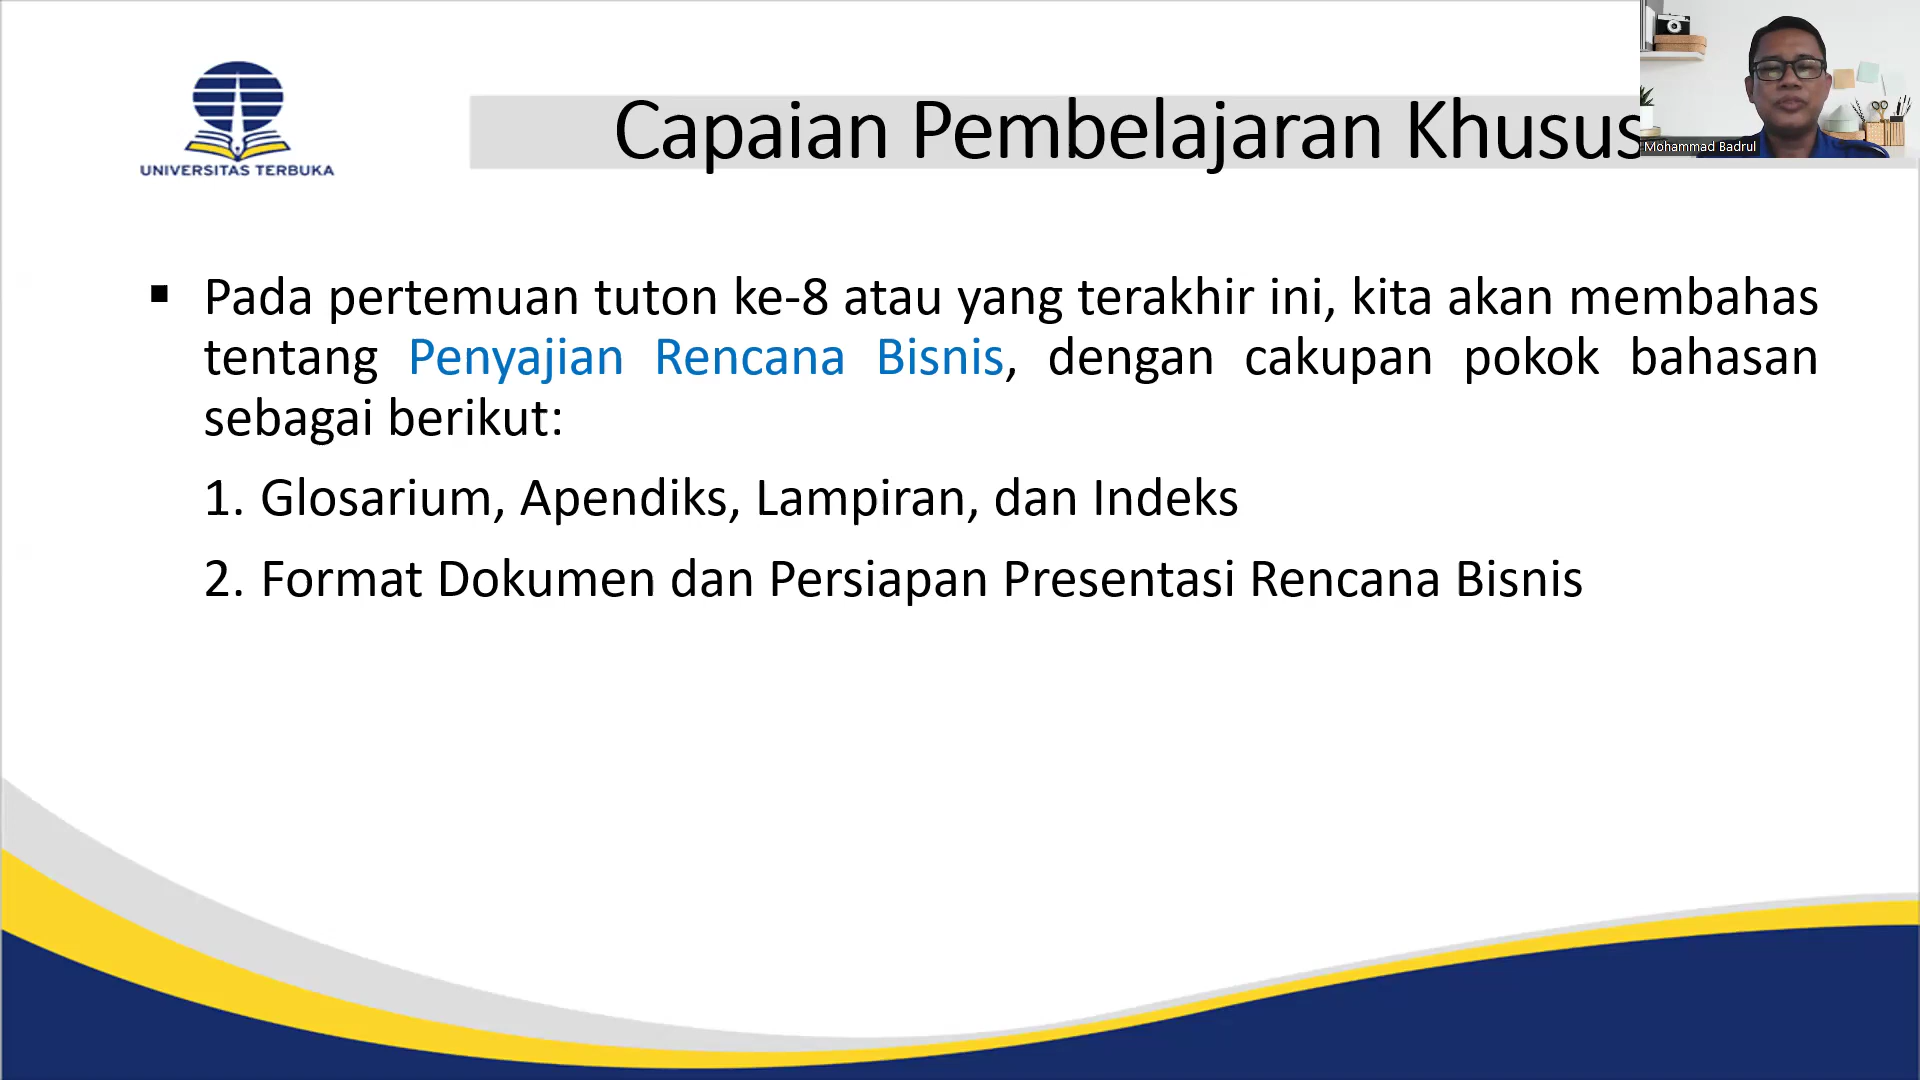 UNIVERSITAS TERBUKA
Capaian Pembelajaran Khusus
Mohammad Badrul
▪ Pada pertemuan tuton ke-8 atau yang terakhir ini, kita akan membahas
tentang Penyajian Rencana Bisnis, dengan cakupan pokok bahasan
sebagai berikut:
1. Glosarium, Apendiks, Lampiran, dan Indeks
2. Format Dokumen dan Persiapan Presentasi Rencana Bisnis